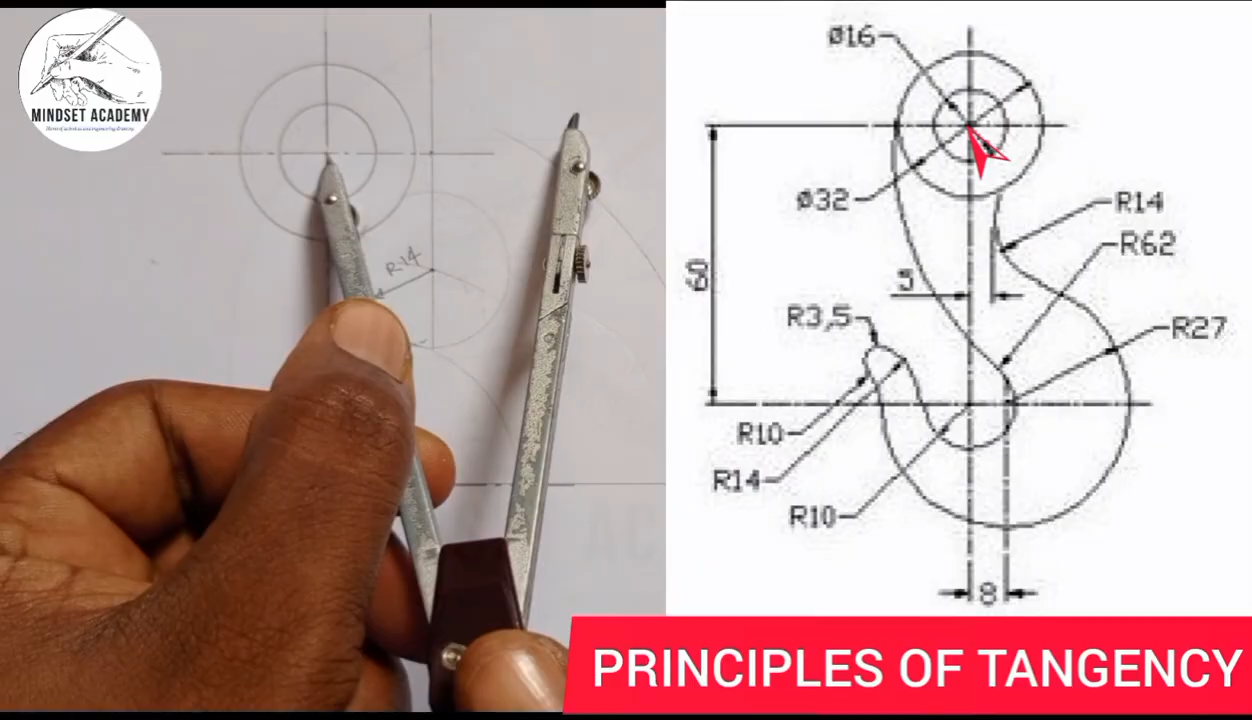 MINDSET ACADEMY
R14
Ø16
Ø32
60
R14
R62
5
R3,5
R27
R10
R14
R10
8
PRINCIPLES OF TANGENCY